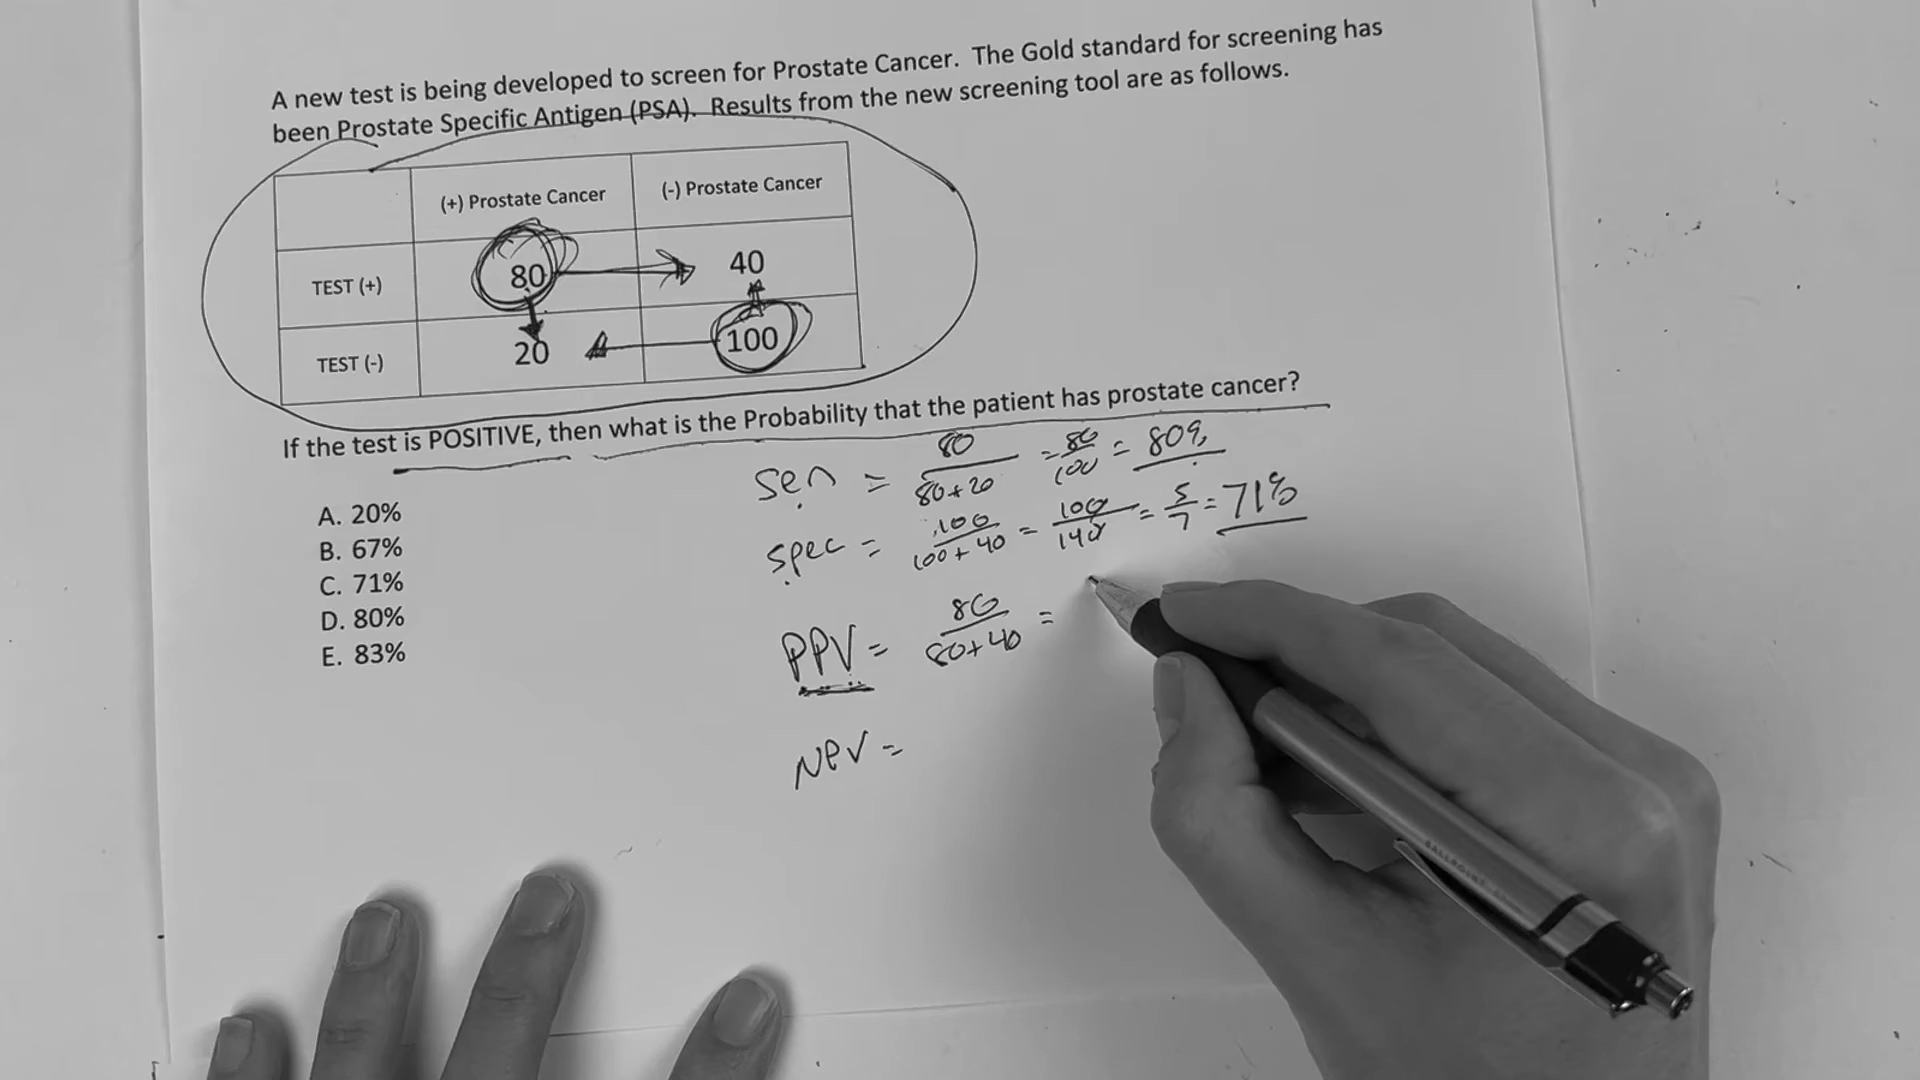 A new test is being developed to screen for Prostate Cancer. The Gold standard for screening has
been Prostate Specific Antigen (PSA). Results from the new screening tool are as follows.
(+) Prostate Cancer (-) Prostate Cancer
TEST (+) 80 40
TEST (-) 20 100
If the test is POSITIVE, then what is the Probability that the patient has prostate cancer?
A. 20%
B. 67%
C. 71%
D. 80%
E. 83%
sen = 80/80+20 = 80/100 = 80%
spec = 100/100+40 = 100/140 = 5/7 = 71%
PPV = 80/80+40 =
NPV =